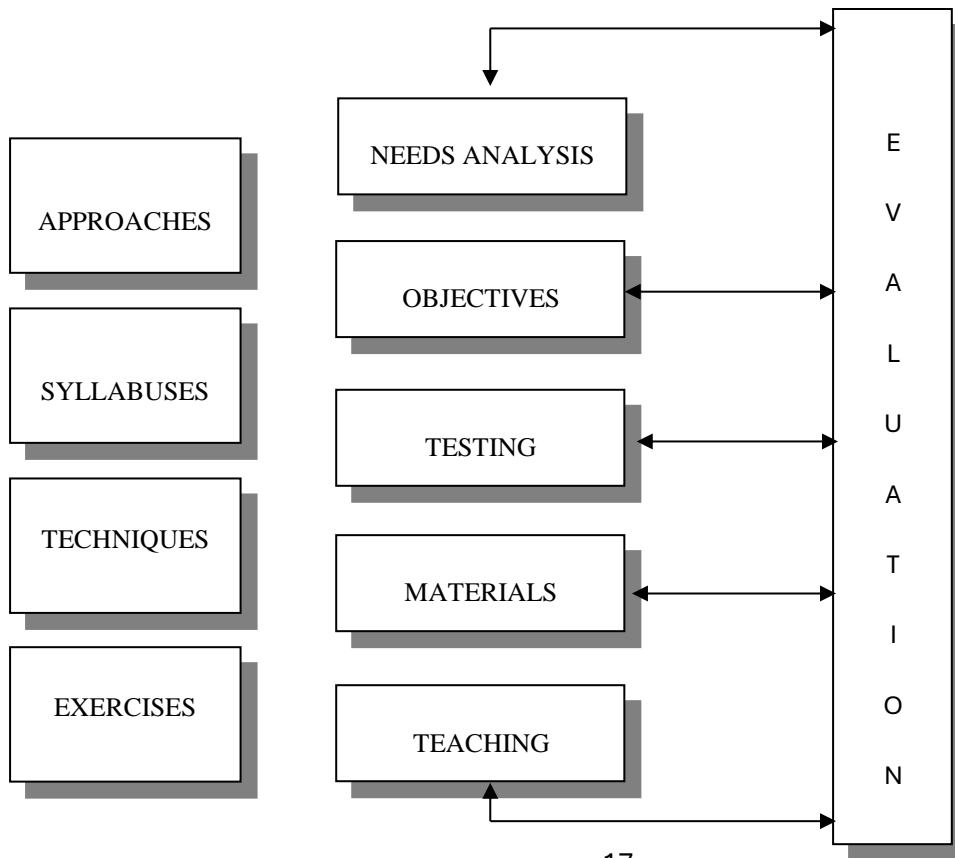 APPROACHES
SYLLABUSES
TECHNIQUES
EXERCISES
NEEDS ANALYSIS
OBJECTIVES
TESTING
MATERIALS
TEACHING
E
V
A
L
U
A
T
I
O
N
17